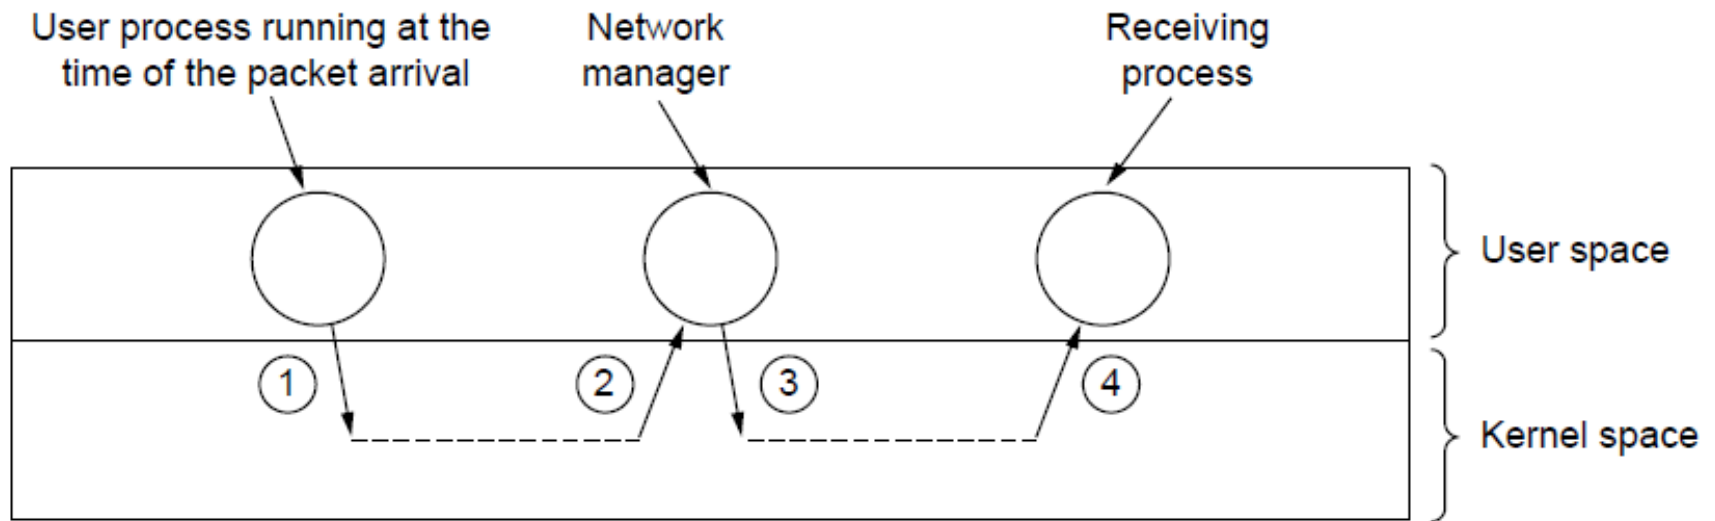 User process running at the
time of the packet arrival
Network
manager
Receiving
process
User space
1
2
3
4
Kernel space